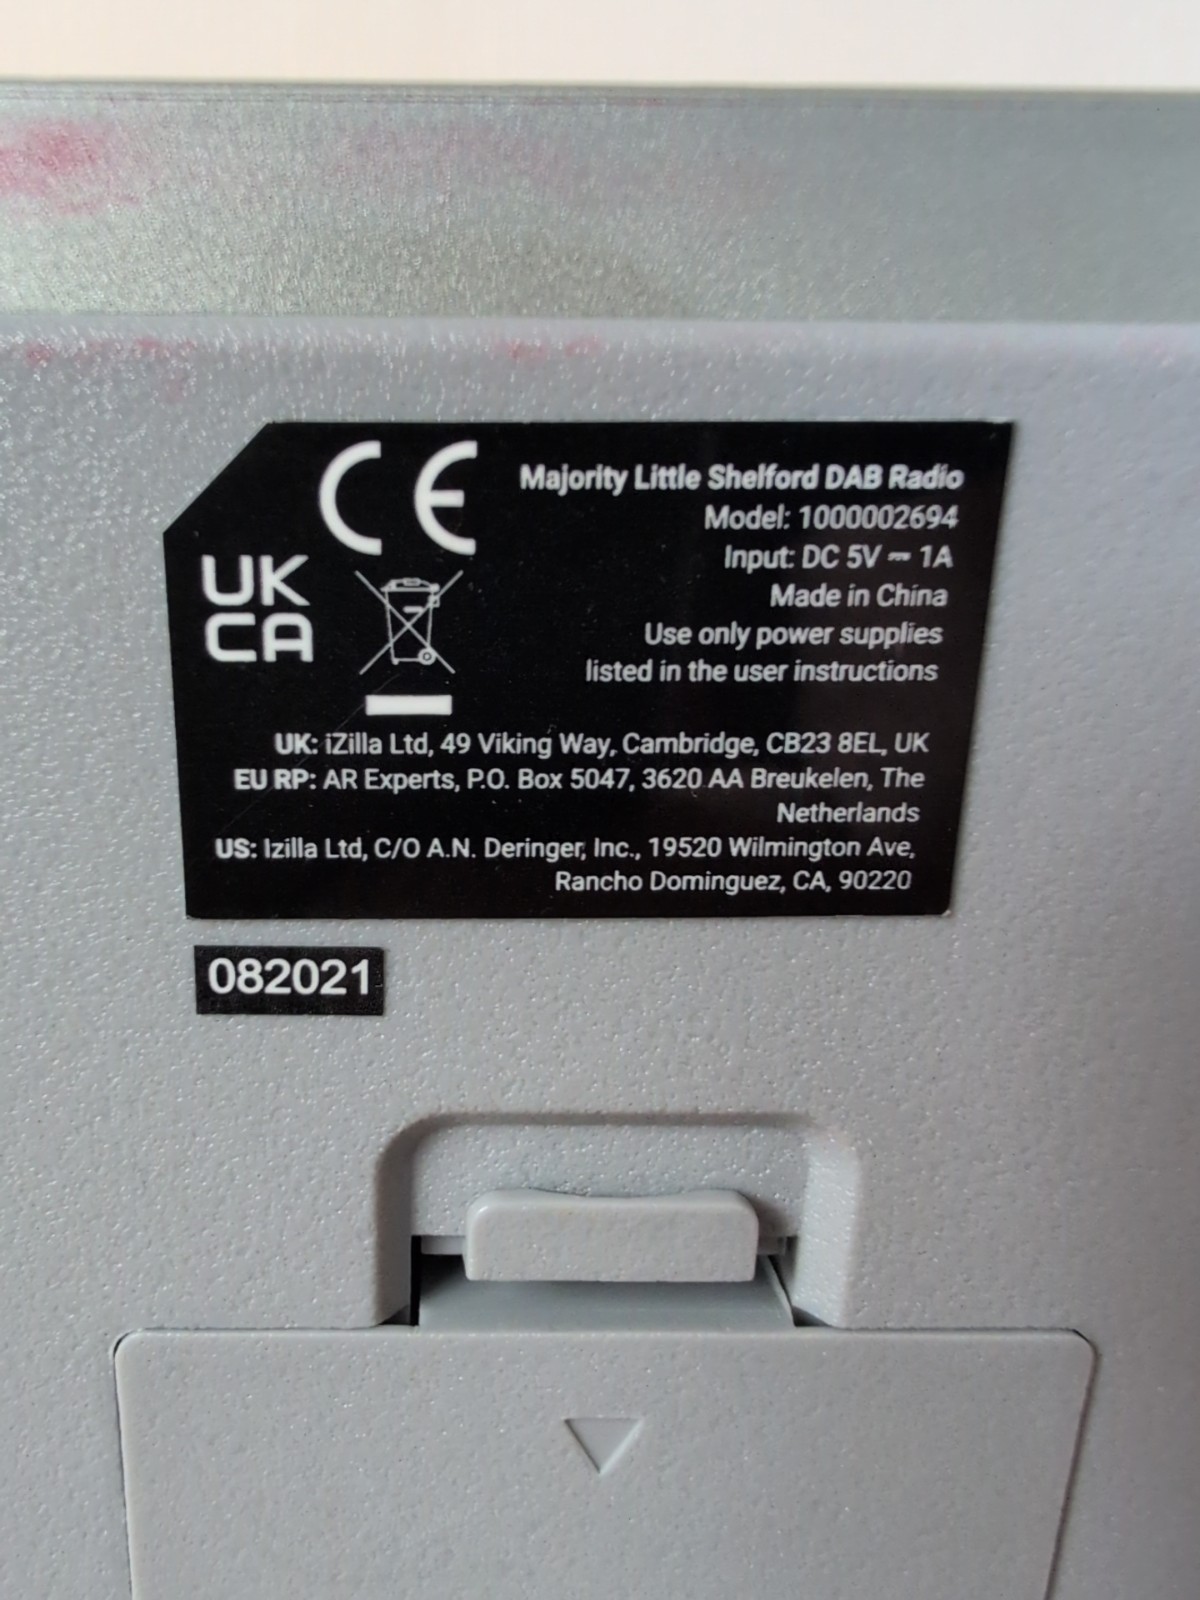 CE
UK
CA
Majority Little Shelford DAB Radio
Model: 1000002694
Input: DC 5V ⎓ 1A
Made in China
Use only power supplies
listed in the user instructions
UK: iZilla Ltd, 49 Viking Way, Cambridge, CB23 8EL, UK
EU RP: AR Experts, P.O. Box 5047, 3620 AA Breukelen, The
Netherlands
US: Izilla Ltd, C/O A.N. Deringer, Inc., 19520 Wilmington Ave,
Rancho Dominguez, CA, 90220
082021